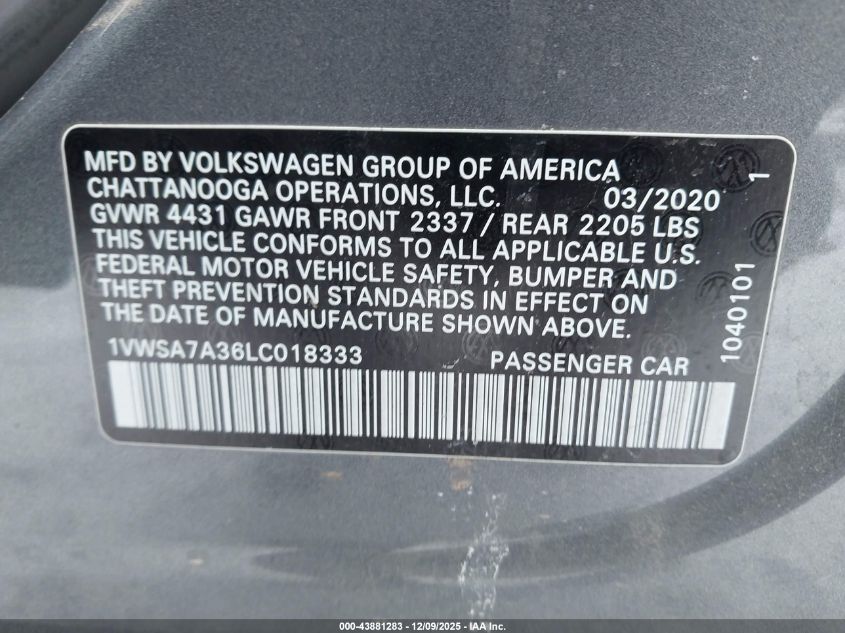 MFD BY VOLKSWAGEN GROUP OF AMERICA
CHATTANOOGA OPERATIONS, LLC. 03/2020
GVWR 4431 GAWR FRONT 2337 / REAR 2205 LBS
THIS VEHICLE CONFORMS TO ALL APPLICABLE U.S.
FEDERAL MOTOR VEHICLE SAFETY, BUMPER AND
THEFT PREVENTION STANDARDS IN EFFECT ON
THE DATE OF MANUFACTURE SHOWN ABOVE.
1VWSA7A36LC018333 PASSENGER CAR
1040101 1
000-43881283 - 12/09/2025 - IAA Inc.